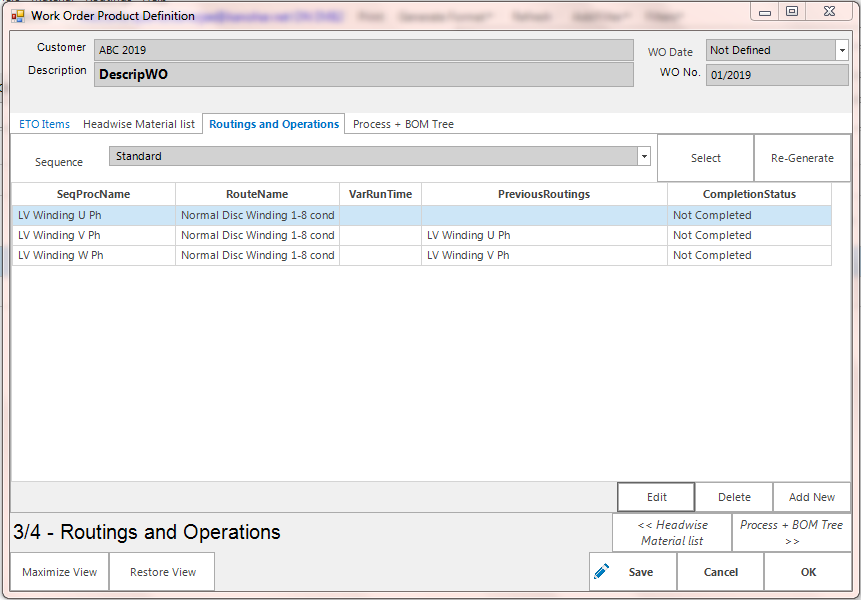 Work Order Product Definition
Customer ABC 2019 WO Date Not Defined
Description DescripWO WO No. 01/2019
ETO Items Headwise Material list Routings and Operations Process + BOM Tree
Sequence Standard Select Re-Generate
SeqProcName RouteName VarRunTime PreviousRoutings CompletionStatus
LV Winding U Ph Normal Disc Winding 1-8 cond Not Completed
LV Winding V Ph Normal Disc Winding 1-8 cond LV Winding U Ph Not Completed
LV Winding W Ph Normal Disc Winding 1-8 cond LV Winding V Ph Not Completed
Edit Delete Add New
3/4 - Routings and Operations
<< Headwise
Material list
Process + BOM Tree
>>
Maximize View Restore View Save Cancel OK